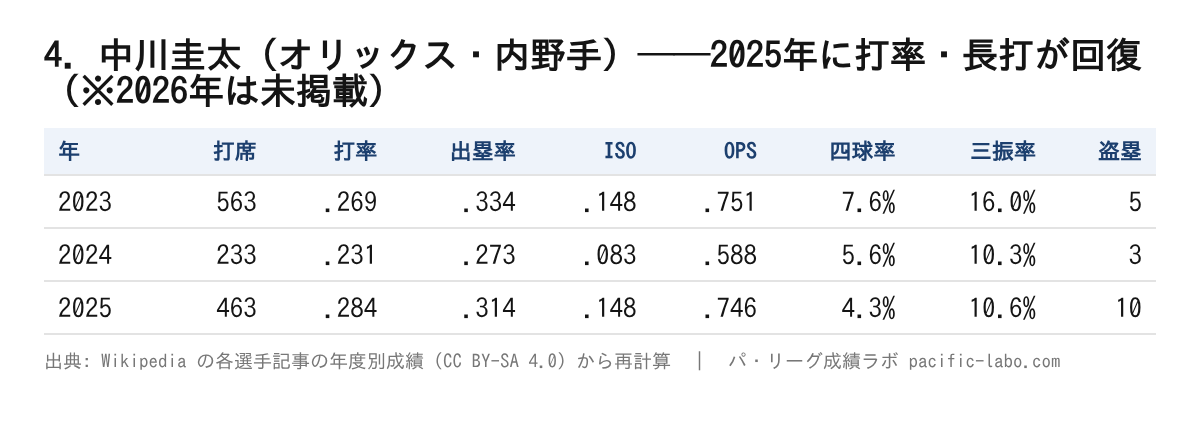 4. 中川圭太（オリックス・内野手）――2025年に打率・長打が回復
（※2026年は未掲載）
年 打席 打率 出塁率 ISO OPS 四球率 三振率 盗塁
2023 563 .269 .334 .148 .751 7.6% 16.0% 5
2024 233 .231 .273 .083 .588 5.6% 10.3% 3
2025 463 .284 .314 .148 .746 4.3% 10.6% 10
出典: Wikipedia の各選手記事の年度別成績（CC BY-SA 4.0）から再計算 ｜ パ・リーグ成績ラボ pacific-labo.com